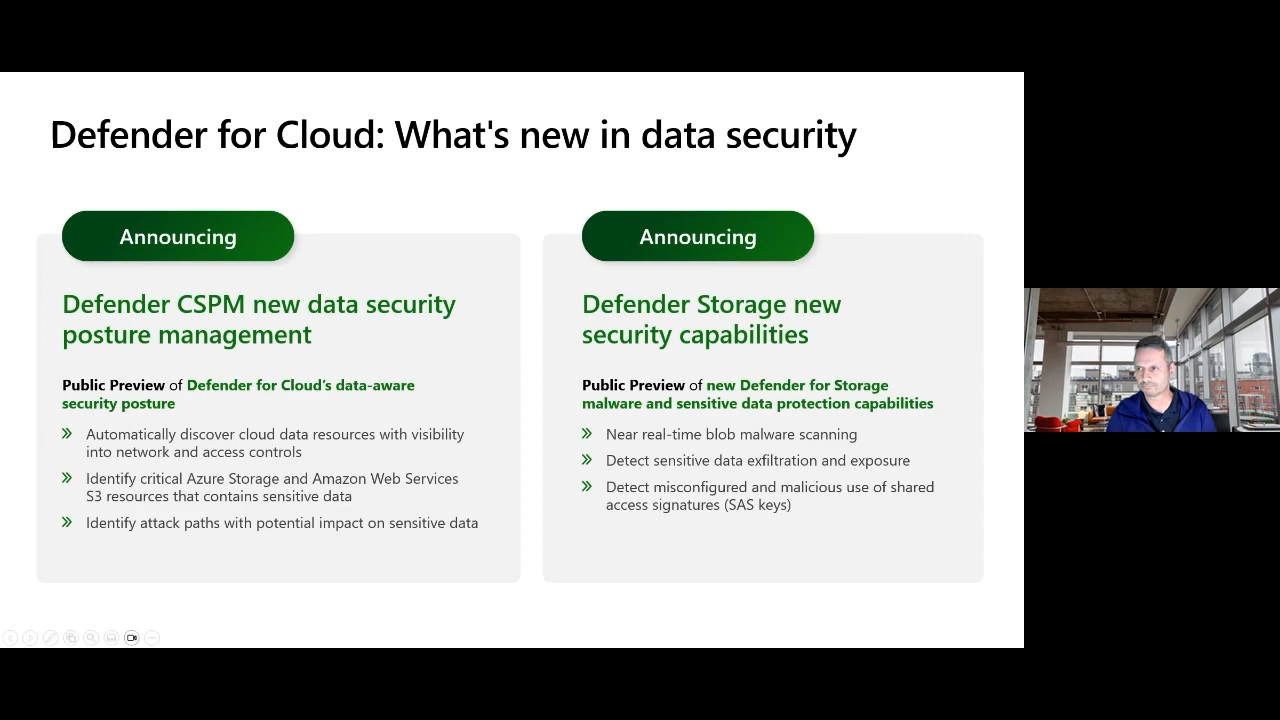 Defender for Cloud: What's new in data security
Announcing
Defender CSPM new data security
posture management
Public Preview of Defender for Cloud’s data-aware
security posture
Automatically discover cloud data resources with visibility
into network and access controls
Identify critical Azure Storage and Amazon Web Services
S3 resources that contains sensitive data
Identify attack paths with potential impact on sensitive data
Announcing
Defender Storage new
security capabilities
Public Preview of new Defender for Storage
malware and sensitive data protection capabilities
Near real-time blob malware scanning
Detect sensitive data exfiltration and exposure
Detect misconfigured and malicious use of shared
access signatures (SAS keys)